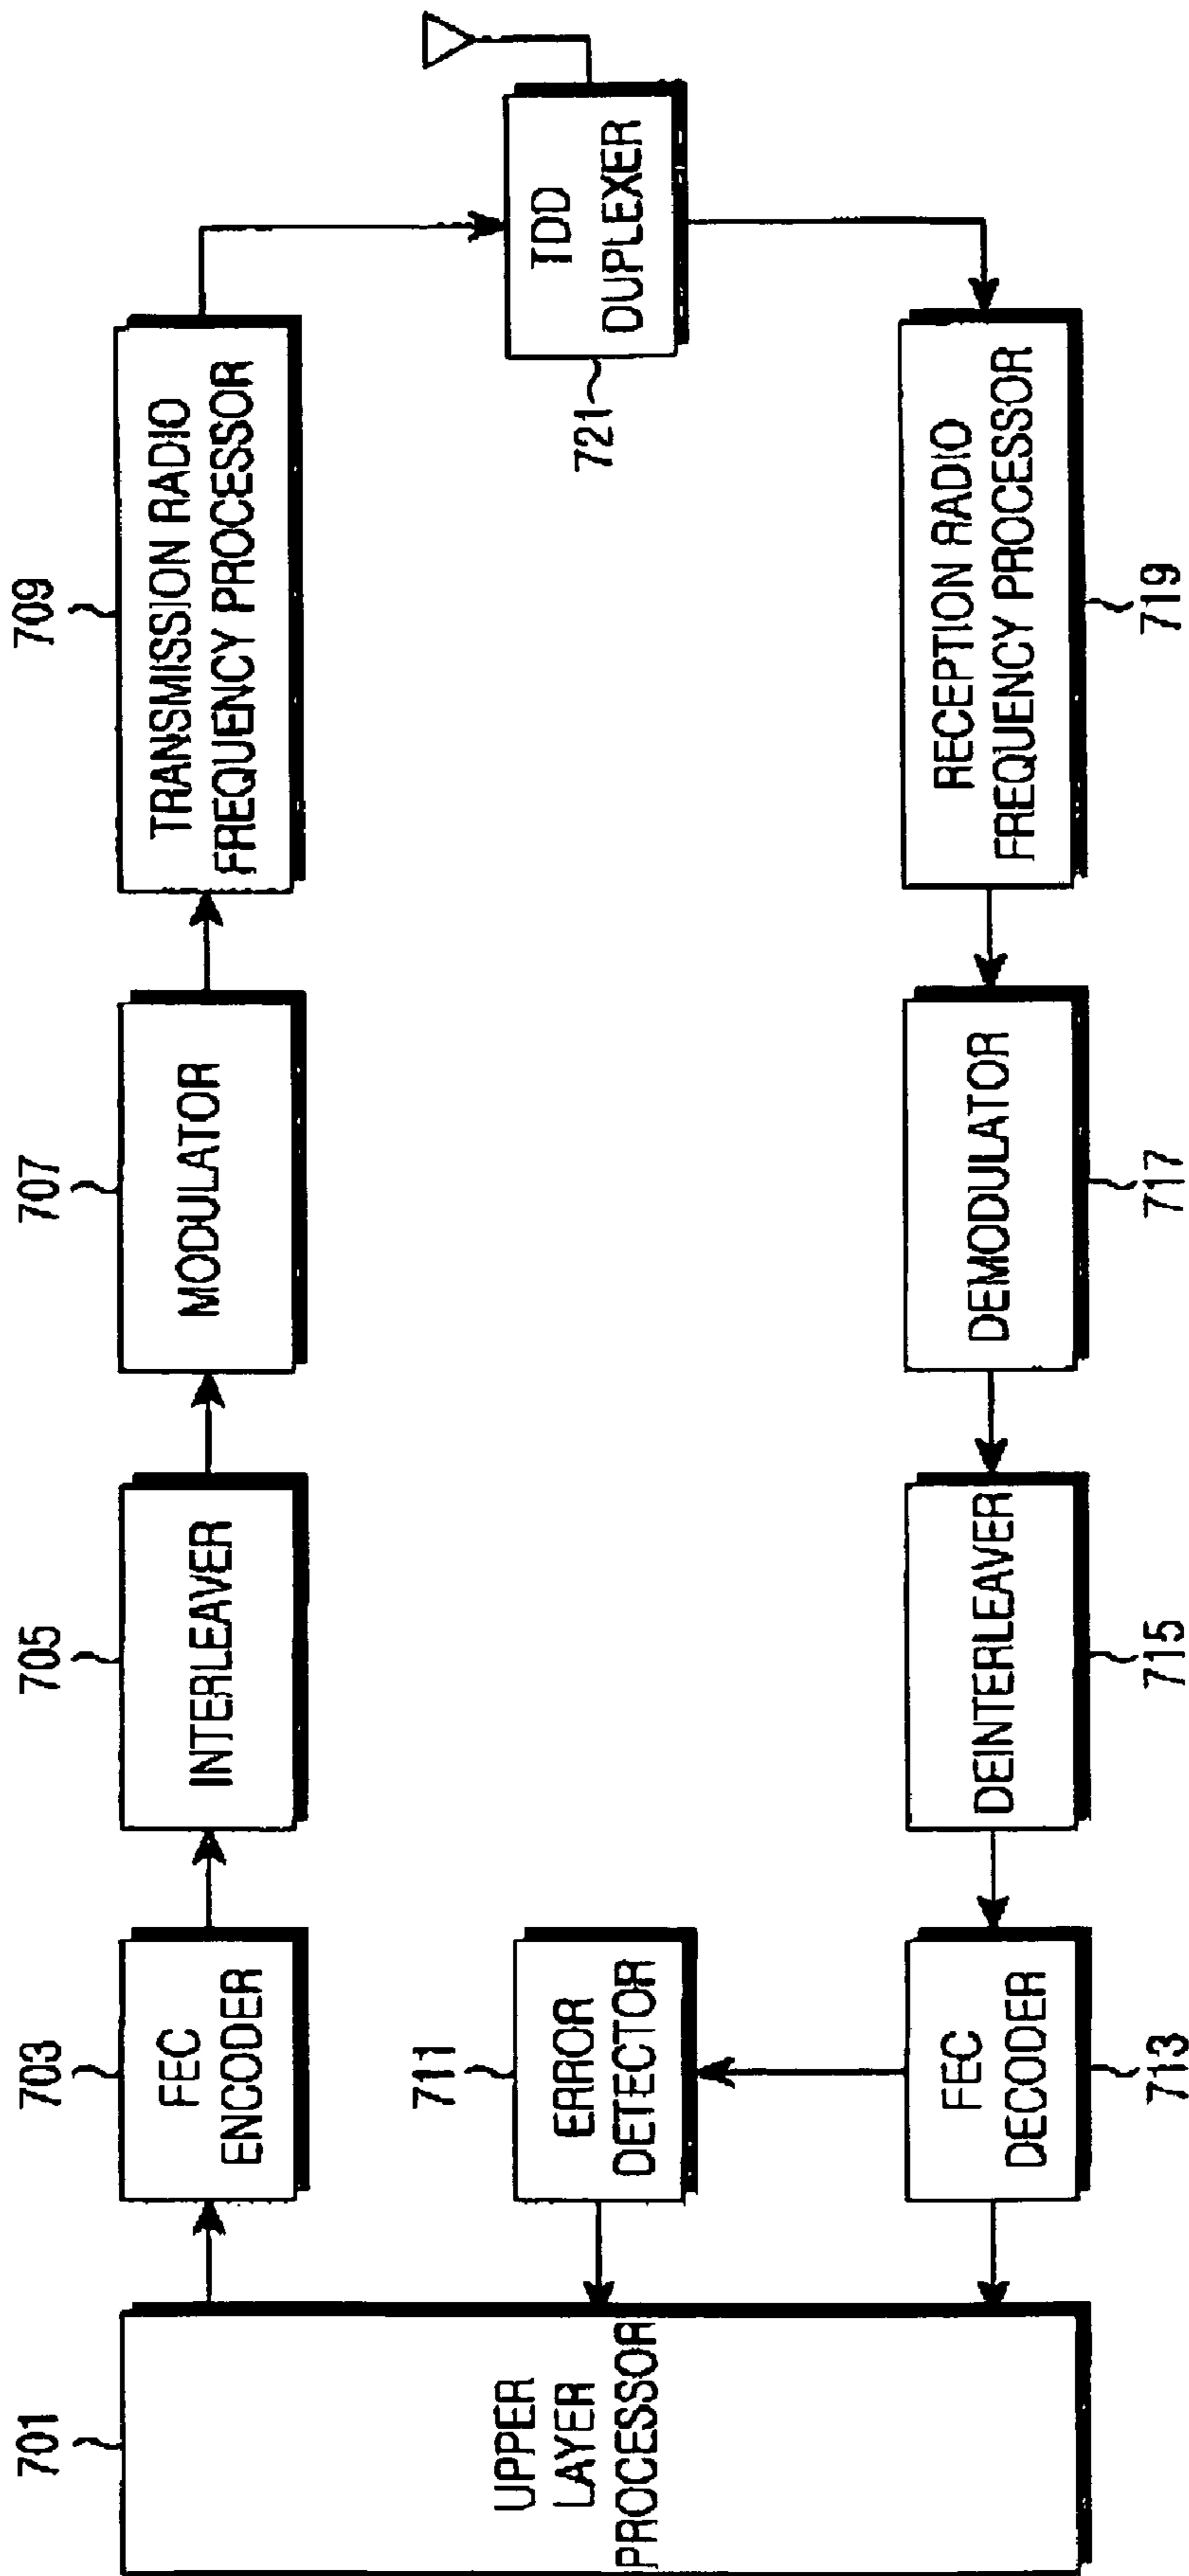 709
TRANSMISSION RADIO
FREQUENCY PROCESSOR
707
MODULATOR
705
INTERLEAVER
703
FEC
ENCODER
701
UPPER
LAYER
PROCESSOR
711
ERROR
DETECTOR
721
TDD
DUPLEXER
713
FEC
DECODER
715
DEINTERLEAVER
717
DEMODULATOR
719
RECEPTION RADIO
FREQUENCY PROCESSOR